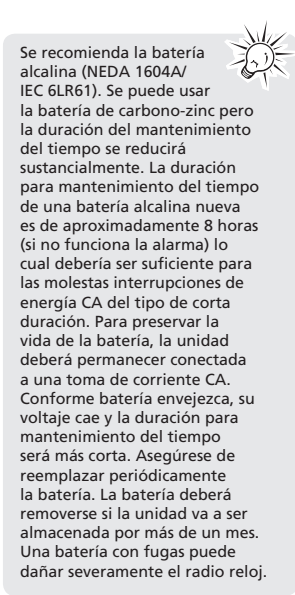 Se recomienda la batería
alcalina (NEDA 1604A/
IEC 6LR61). Se puede usar
la batería de carbono-zinc pero
la duración del mantenimiento
del tiempo se reducirá
sustancialmente. La duración
para mantenimiento del tiempo
de una batería alcalina nueva
es de aproximadamente 8 horas
(si no funciona la alarma) lo
cual debería ser suficiente para
las molestas interrupciones de
energía CA del tipo de corta
duración. Para preservar la
vida de la batería, la unidad
deberá permanecer conectada
a una toma de corriente CA.
Conforme batería envejezca, su
voltaje cae y la duración para
mantenimiento del tiempo
será más corta. Asegúrese de
reemplazar periódicamente
la batería. La batería deberá
removerse si la unidad va a ser
almacenada por más de un mes.
Una batería con fugas puede
dañar severamente el radio reloj.